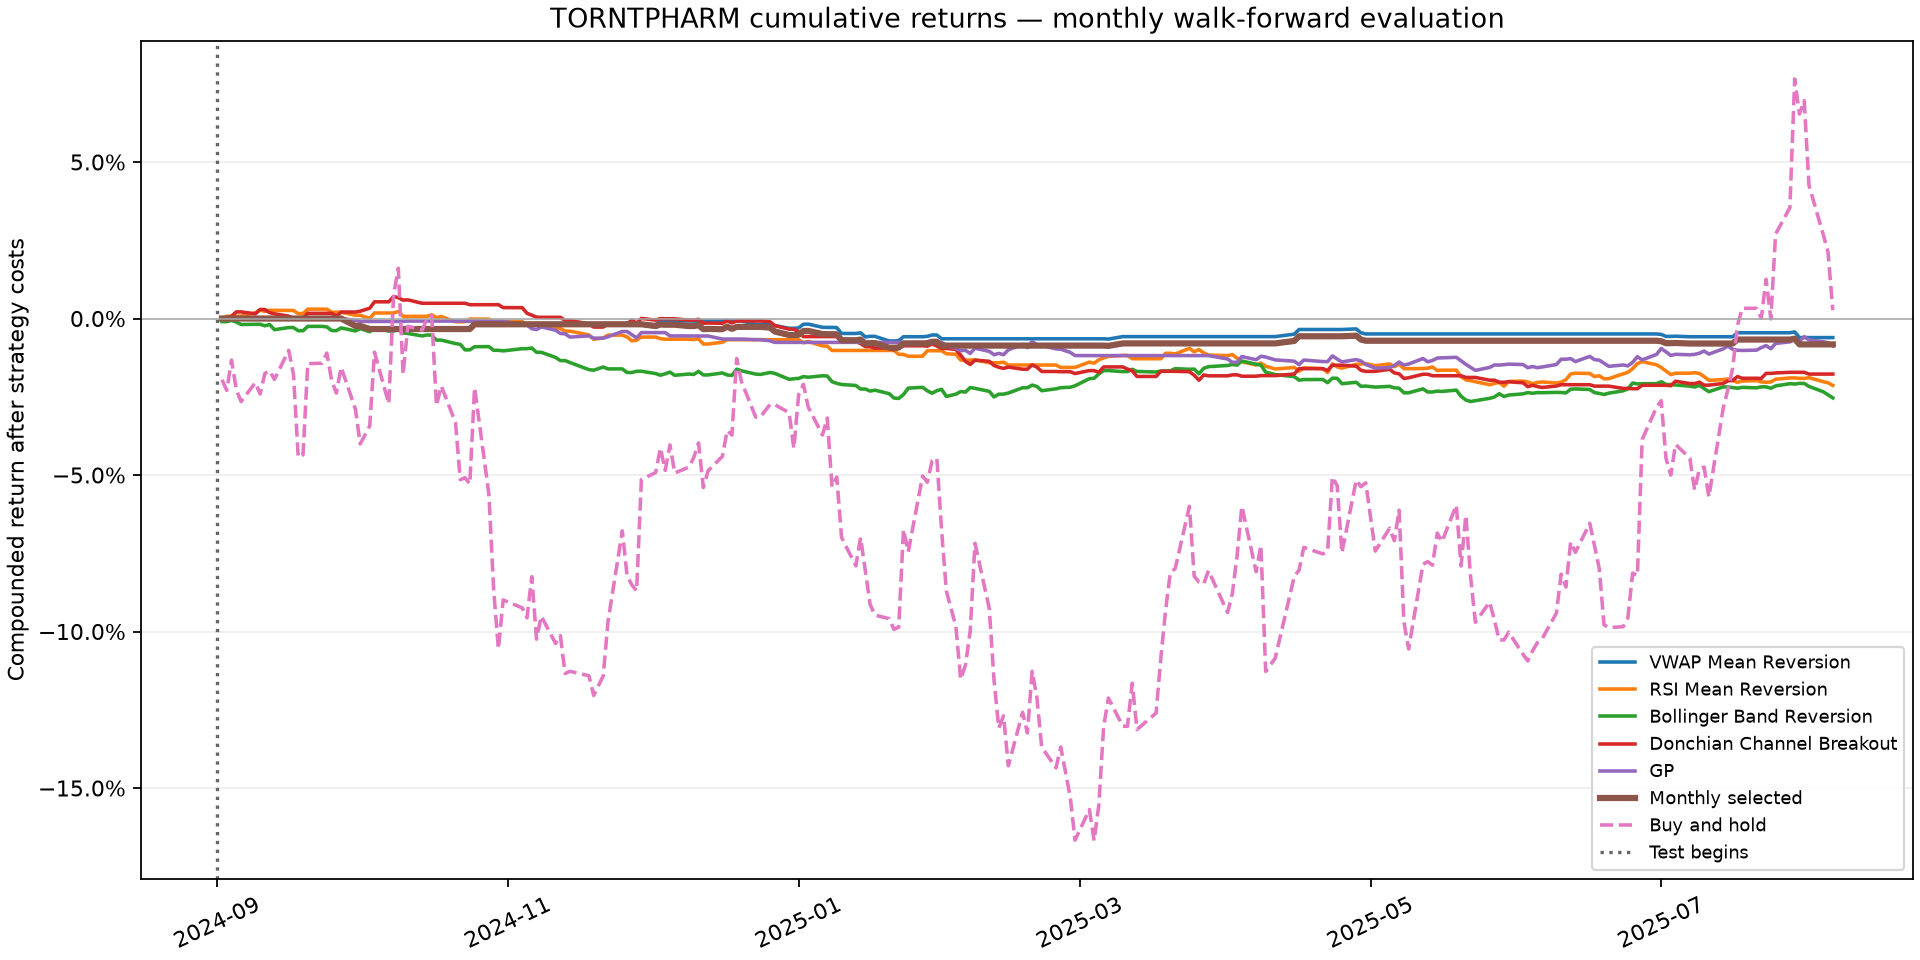 TORNTPHARM cumulative returns — monthly walk-forward evaluation
Compounded return after strategy costs
5.0%
0.0%
−5.0%
−10.0%
−15.0%
2024-09
2024-11
2025-01
2025-03
2025-05
2025-07
VWAP Mean Reversion
RSI Mean Reversion
Bollinger Band Reversion
Donchian Channel Breakout
GP
Monthly selected
Buy and hold
Test begins